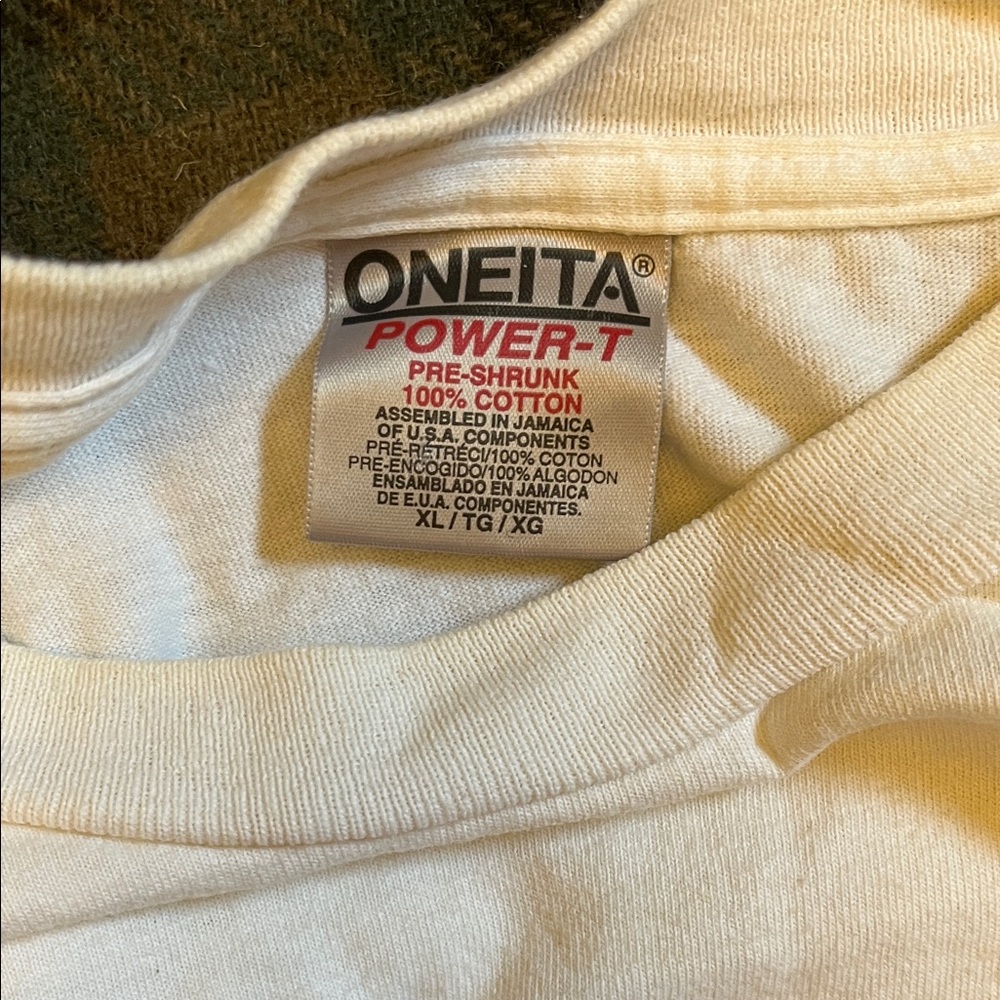 ONEITA®
POWER-T
PRE-SHRUNK
100% COTTON
ASSEMBLED IN JAMAICA
OF U.S.A. COMPONENTS
PRÉ-RÉTRÉCI/100% COTON
PRE-ENCOGIDO/100% ALGODON
ENSAMBLADO EN JAMAICA
DE E.U.A. COMPONENTES.
XL / TG / XG